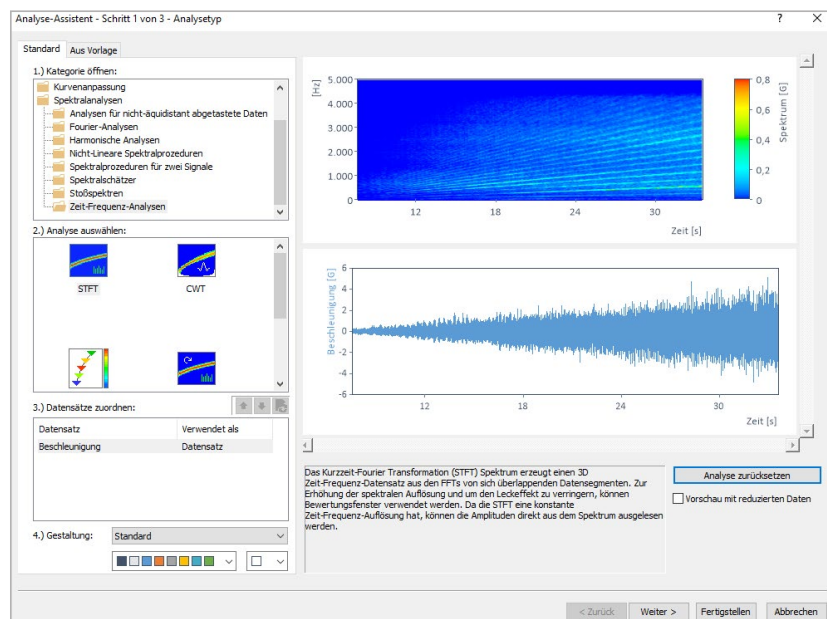 Analyse-Assistent - Schritt 1 von 3 - Analysetyp
? X
Standard Aus Vorlage
1.) Kategorie öffnen:
Kurvenanpassung
Spektralanalysen
Analysen für nicht-äquidistant abgetastete Daten
Fourier-Analysen
Harmonische Analysen
Nicht-Lineare Spektralprozeduren
Spektralprozeduren für zwei Signale
Spektralschätzer
Stoßspektren
Zeit-Frequenz-Analysen
2.) Analyse auswählen:
STFT CWT
3.) Datensätze zuordnen:
Datensatz Verwendet als
Beschleunigung Datensatz
4.) Gestaltung: Standard
[Hz]
5.000
4.000
3.000
2.000
1.000
0
12 18 24 30
Zeit [s]
0,8
0,6
0,4
0,2
0
Spektrum [G]
Beschleunigung [G]
6
4
2
0
-2
-4
-6
12 18 24 30
Zeit [s]
Das Kurzzeit-Fourier Transformation (STFT) Spektrum erzeugt einen 3D
Zeit-Frequenz-Datensatz aus den FFTs von sich überlappenden Datensegmenten. Zur
Erhöhung der spektralen Auflösung und um den Leckeffekt zu verringern, können
Bewertungsfenster verwendet werden. Da die STFT eine konstante
Zeit-Frequenz-Auflösung hat, können die Amplituden direkt aus dem Spektrum ausgelesen
werden.
Analyse zurücksetzen
Vorschau mit reduzierten Daten
< Zurück Weiter > Fertigstellen Abbrechen